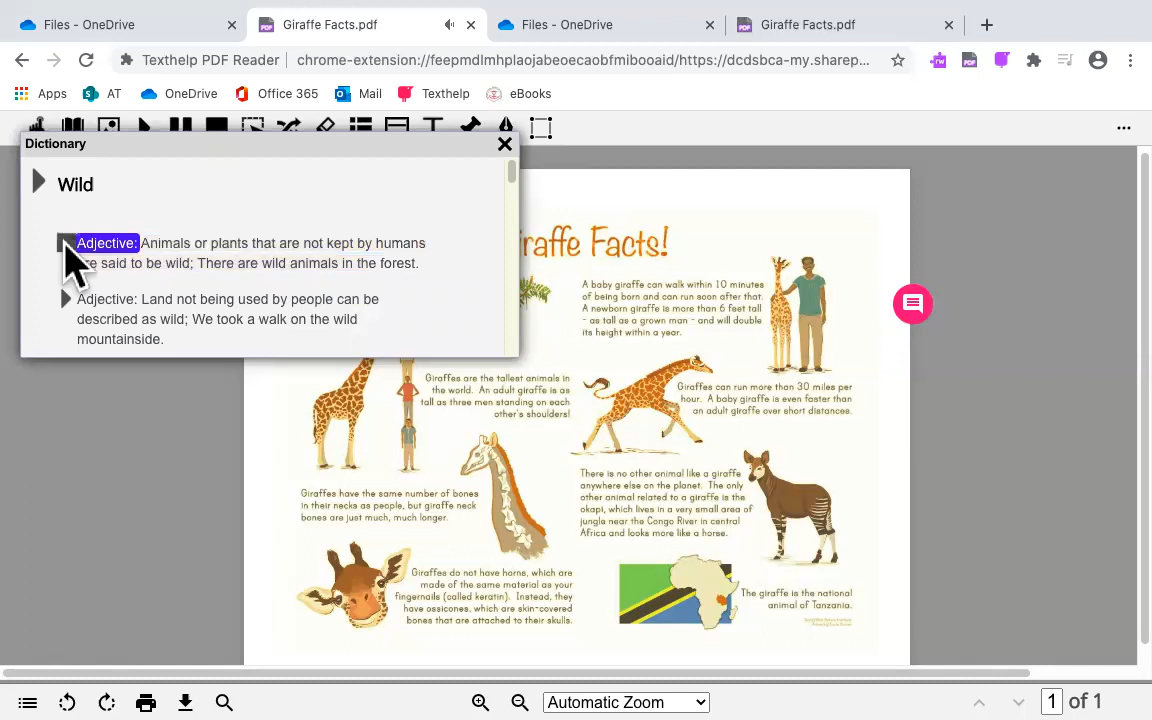 Files - OneDrive
Giraffe Facts.pdf
Files - OneDrive
Giraffe Facts.pdf
Texthelp PDF Reader
chrome-extension://feepmdlmhplaojabeoecaobfmibooaid/https://dcdsbca-my.sharep...
Apps
AT
OneDrive
Office 365
Mail
Texthelp
eBooks
Dictionary
Wild
Adjective: Animals or plants that are not kept by humans
said to be wild; There are wild animals in the forest.
Adjective: Land not being used by people can be
described as wild; We took a walk on the wild
mountainside.
Facts!
A baby giraffe can walk within 10 minutes
of being born and can run soon after that.
A newborn giraffe is more than 6 feet tall
- as tall as a grown man - and will double
its height within a year.
Giraffes are the tallest animals in
the world. An adult giraffe is as
tall as three men standing on each
other's shoulders!
Giraffes can run more than 30 miles per
hour. A baby giraffe is even faster than
an adult giraffe over short distances.
Giraffes have the same number of bones
in their necks as people, but giraffe neck
bones are just much, much longer.
There is no other animal like a giraffe
anywhere else on the planet. The only
other animal related to a giraffe is the
okapi, which lives in a very small area of
jungle near the Congo River in central
Africa and looks more like a horse.
Giraffes do not have horns, which are
made of the same material as your
fingernails (called keratin). Instead, they
have ossicones, which are skin-covered
bones that are attached to their skulls.
The giraffe is the national
animal of Tanzania.
Automatic Zoom
1 of 1